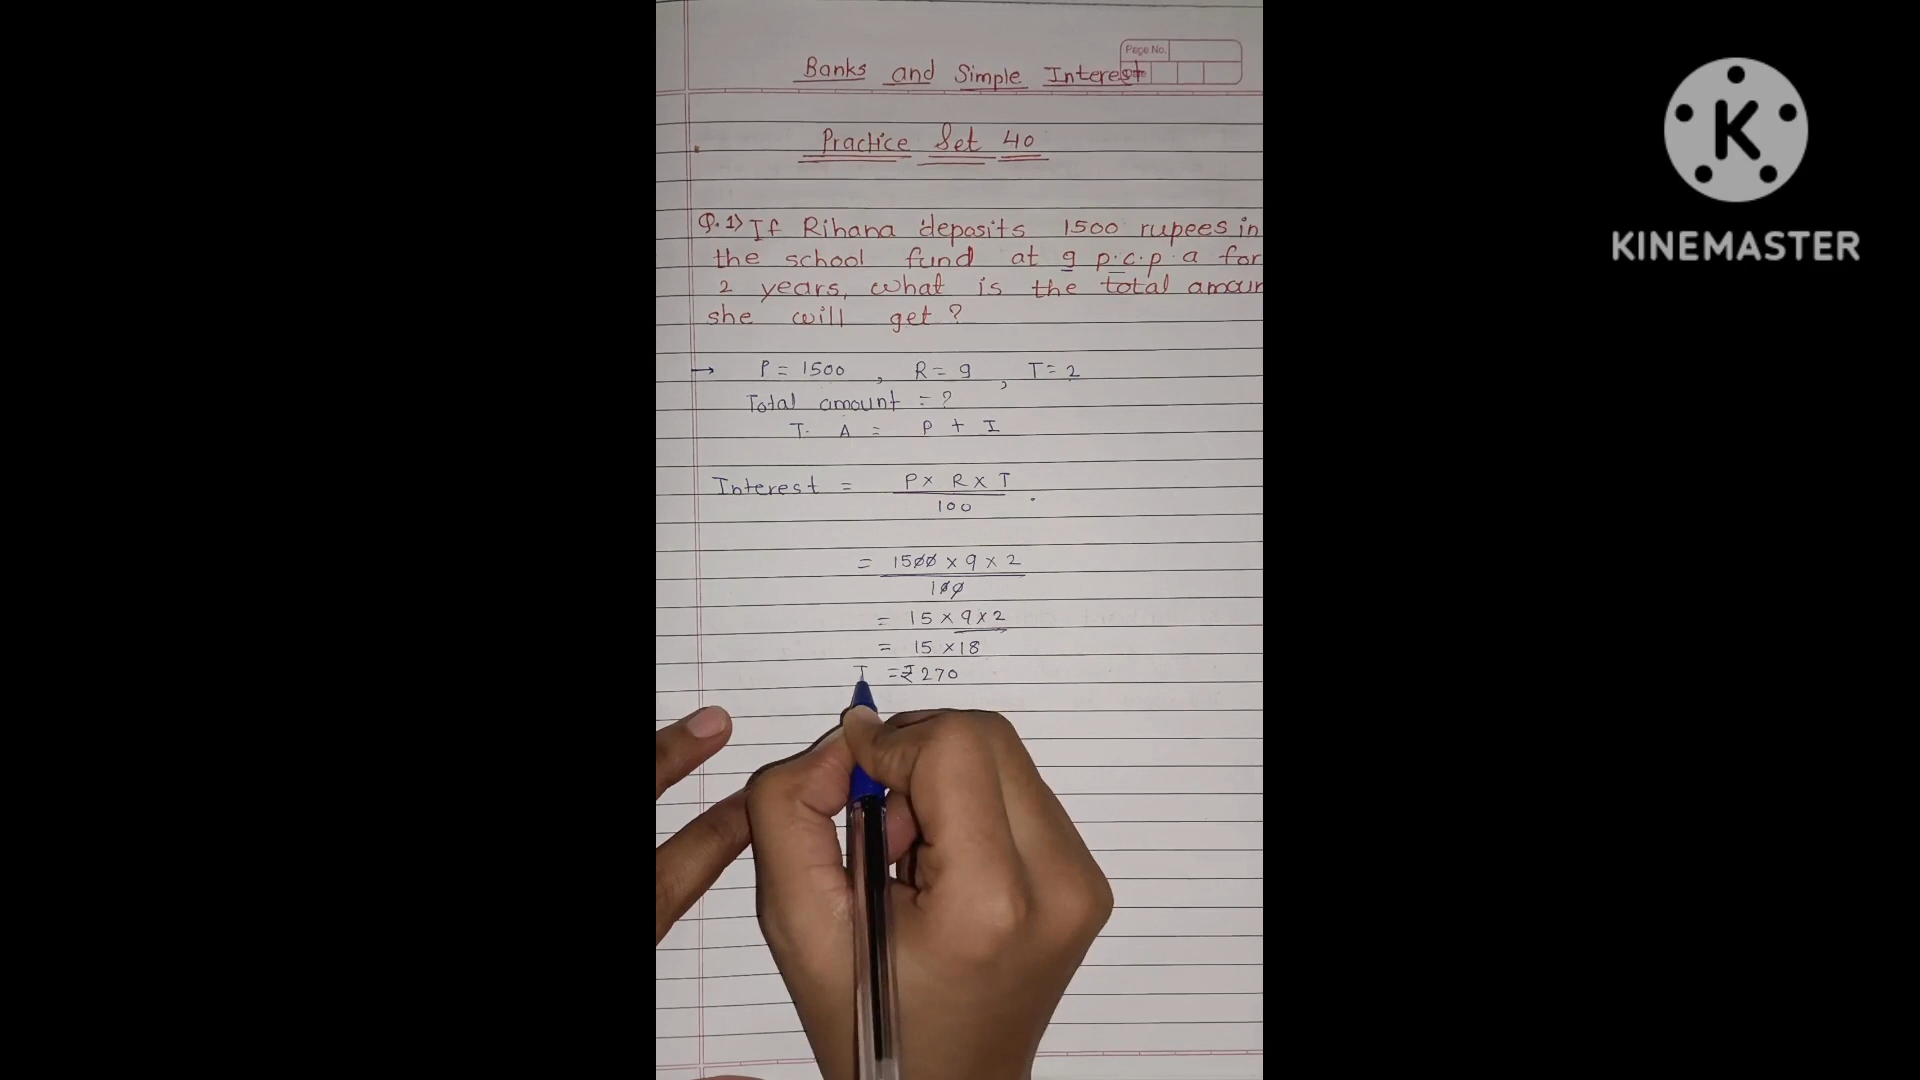 Page No.
Banks and Simple Interest
Practice Set 40
Q.1) If Rihana deposits 1500 rupees in
the school fund at 9 p.c.p.a for
2 years, what is the total amoun
she will get ?
→ P = 1500 , R = 9 , T = 2
Total amount = ?
T. A = P + I
Interest = P × R × T
100
= 1500 × 9 × 2
100
= 15 × 9 × 2
= 15 × 18
I = ₹ 270
K
KINEMASTER